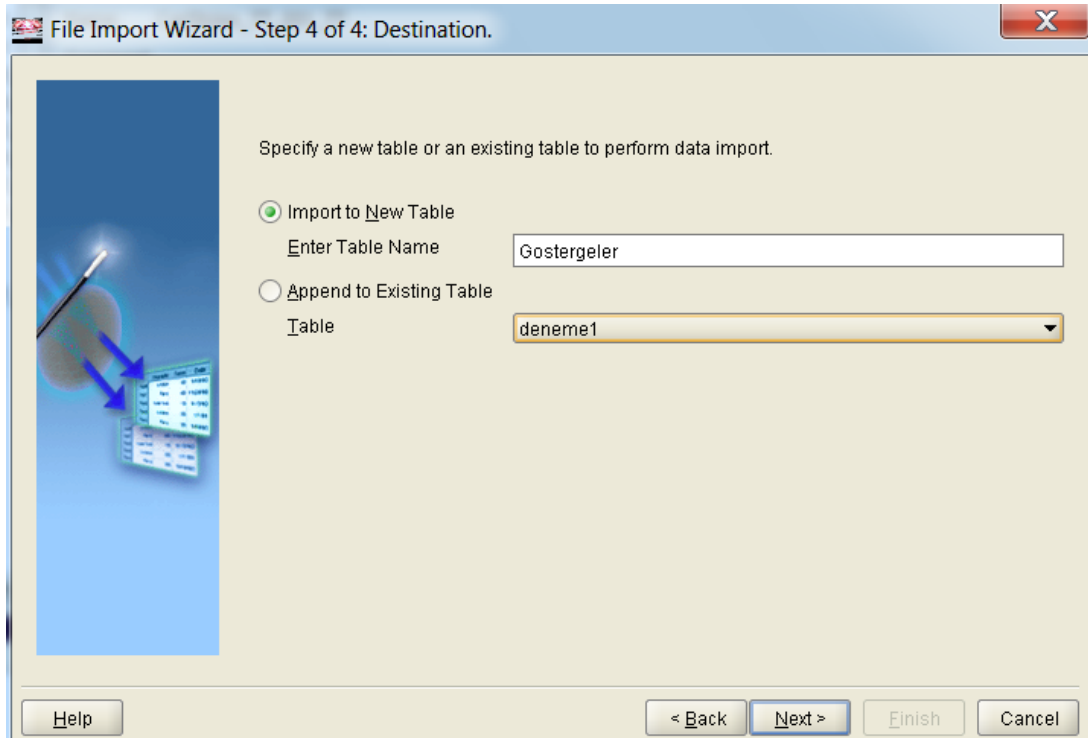 File Import Wizard - Step 4 of 4: Destination.
Specify a new table or an existing table to perform data import.
Import to New Table
Enter Table Name
Gostergeler
Append to Existing Table
Table
deneme1
Help
< Back
Next >
Finish
Cancel